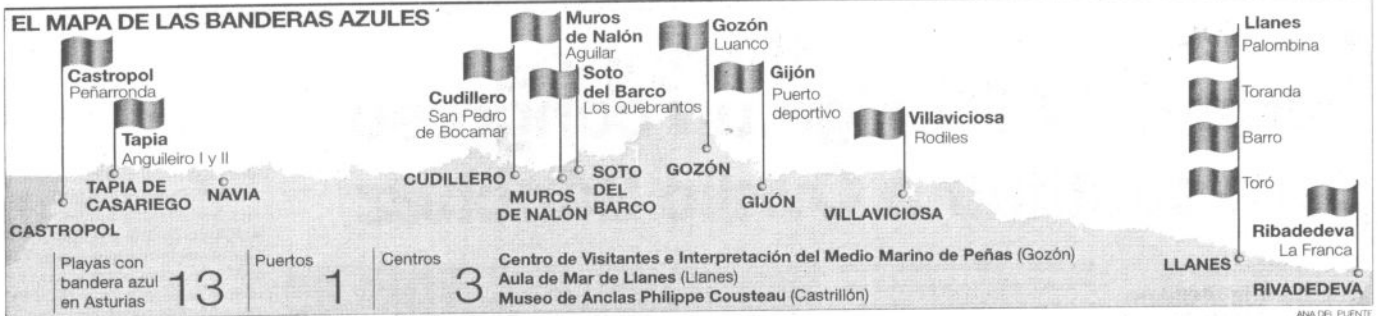 EL MAPA DE LAS BANDERAS AZULES
Castropol
Peñarronda
Tapia
Anguileiro I y II
Cudillero
San Pedro
de Bocamar
Muros
de Nalón
Aguilar
Soto
del Barco
Los Quebrantos
Gozón
Luanco
Gijón
Puerto
deportivo
Villaviciosa
Rodiles
Llanes
Palombina
Toranda
Barro
Toró
Ribadedeva
La Franca
CASTROPOL
TAPIA DE
CASARIEGO
NAVIA
CUDILLERO
MUROS
DE NALÓN
SOTO
DEL
BARCO
GOZÓN
GIJÓN
VILLAVICIOSA
LLANES
RIVADEDEVA
Playas con
bandera azul
en Asturias
13
Puertos
1
Centros
3
Centro de Visitantes e Interpretación del Medio Marino de Peñas (Gozón)
Aula de Mar de Llanes (Llanes)
Museo de Anclas Philippe Cousteau (Castrillón)
ANA DEL PUENTE